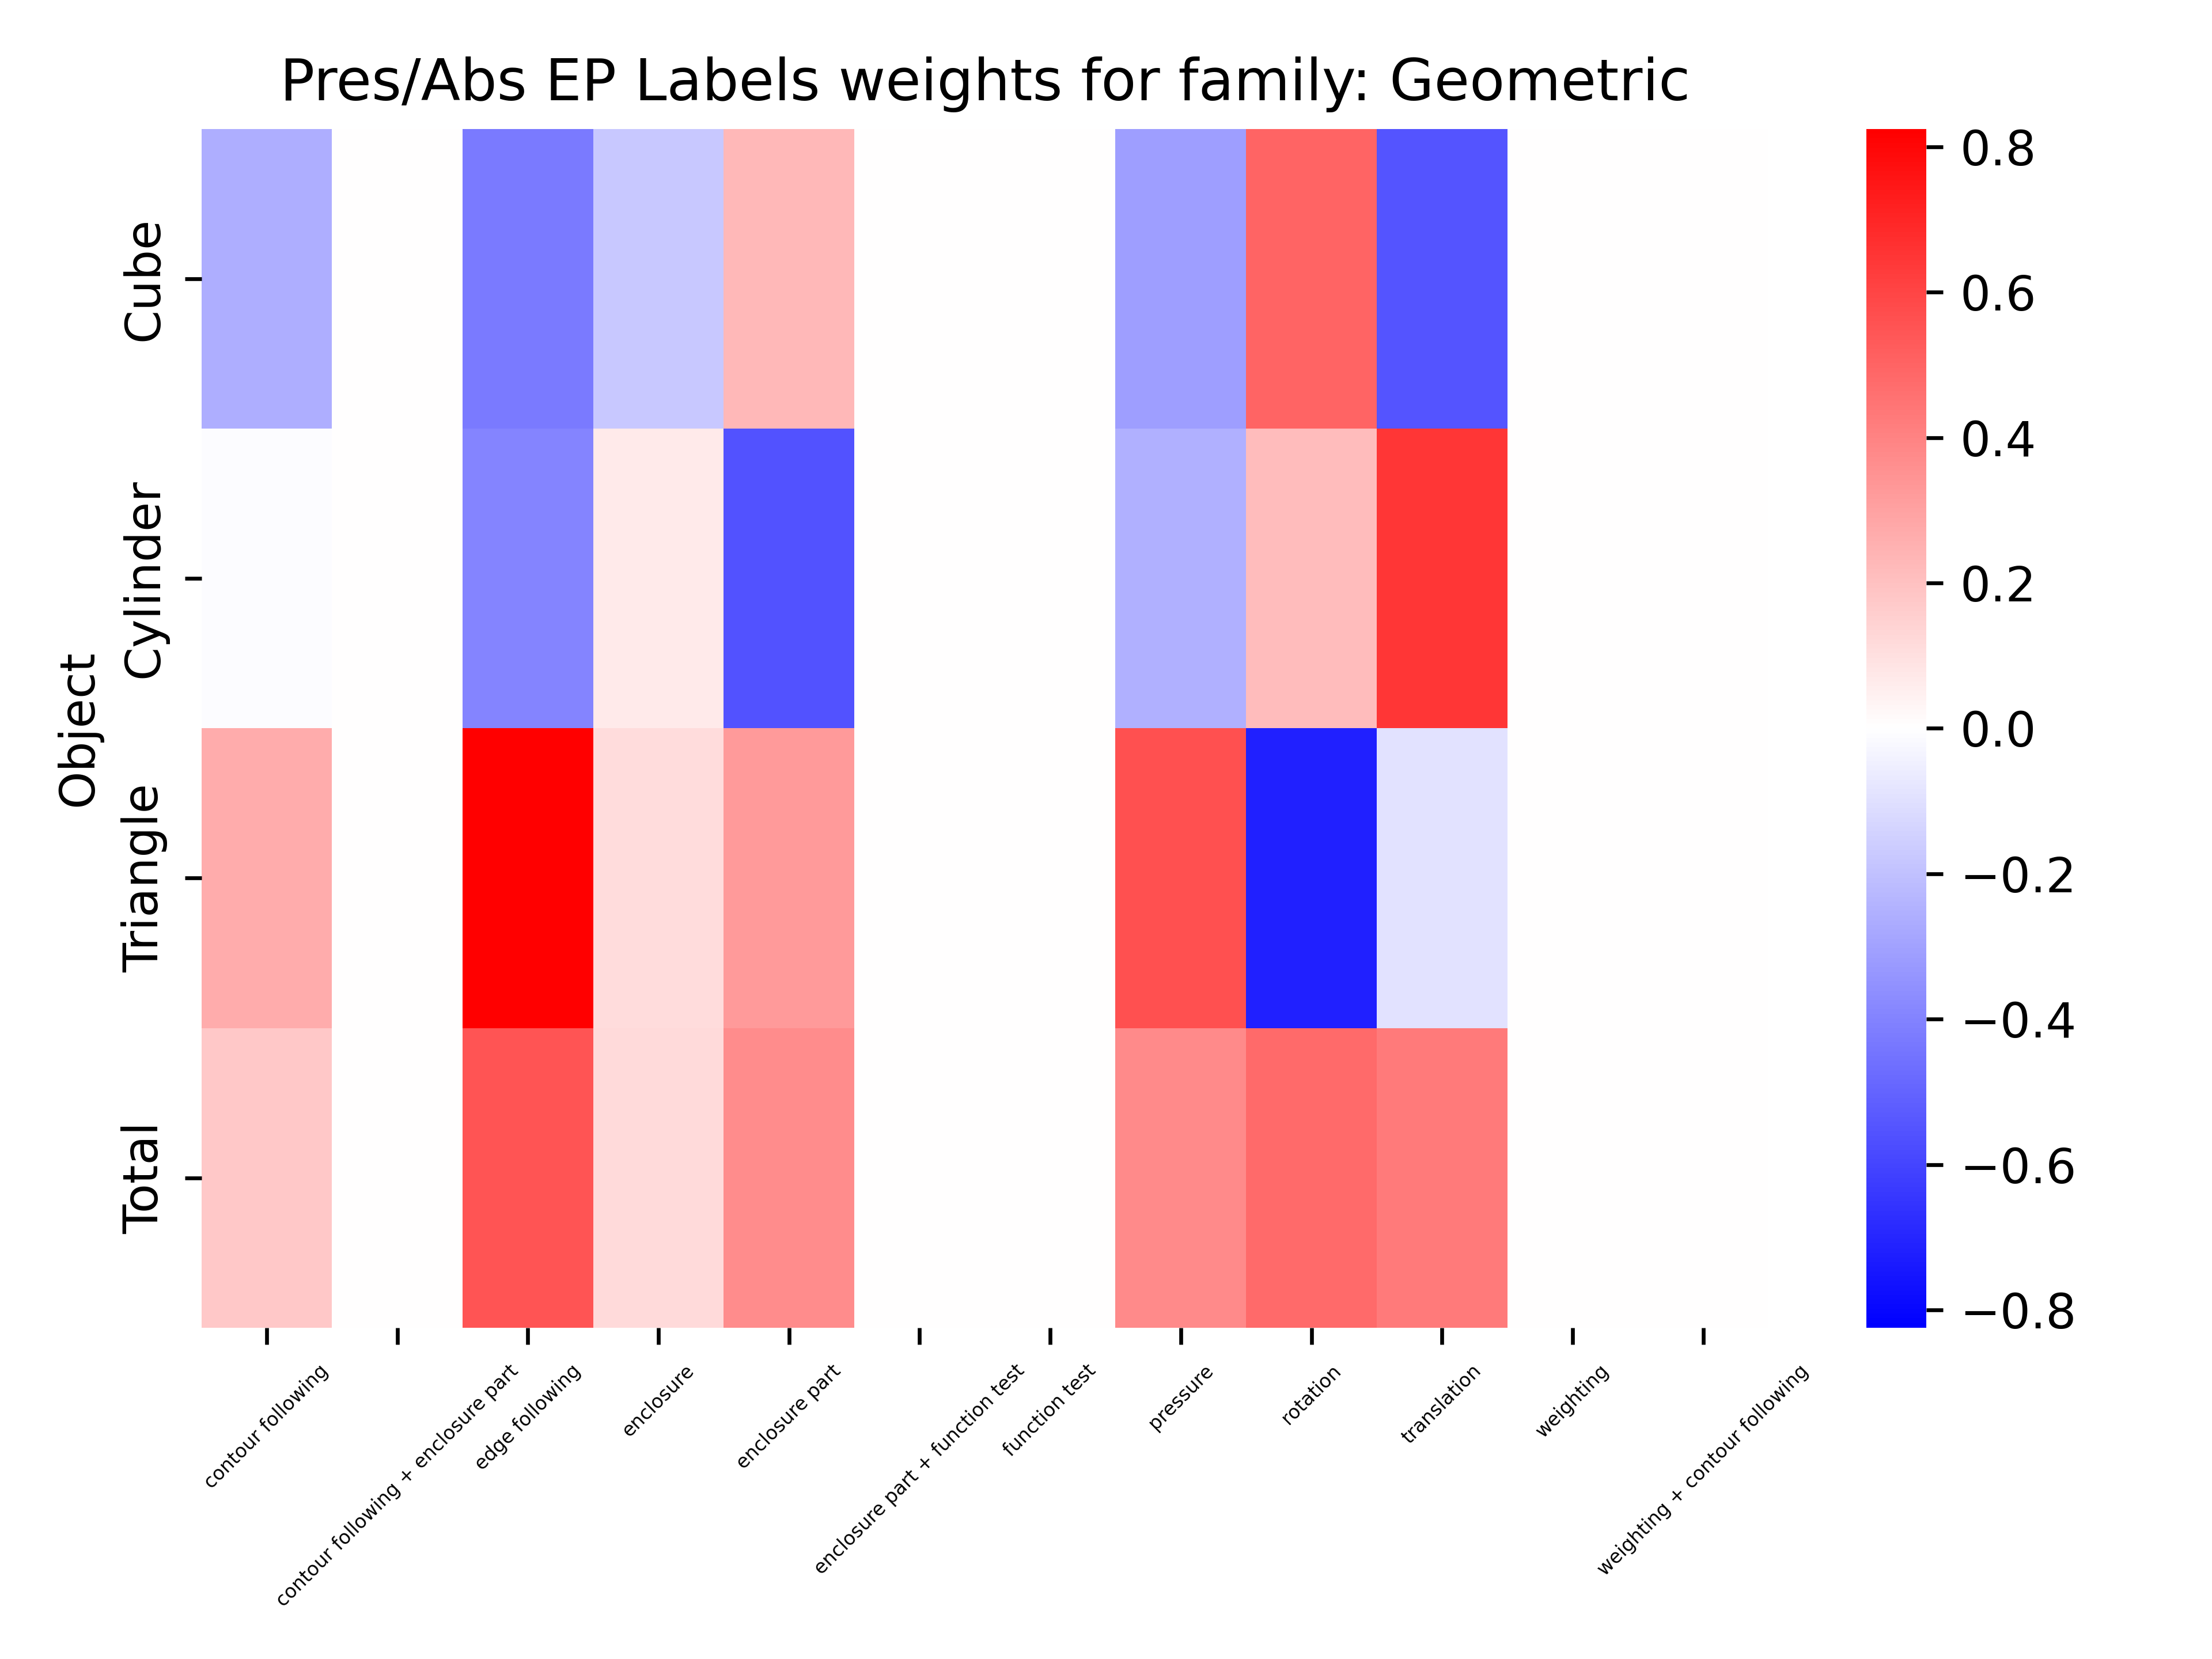 Pres/Abs EP Labels weights for family: Geometric
Object
Cube
Cylinder
Triangle
Total
contour following
contour following + enclosure part
edge following
enclosure
enclosure part
enclosure part + function test
function test
pressure
rotation
translation
weighting
weighting + contour following
0.8
0.6
0.4
0.2
0.0
−0.2
−0.4
−0.6
−0.8